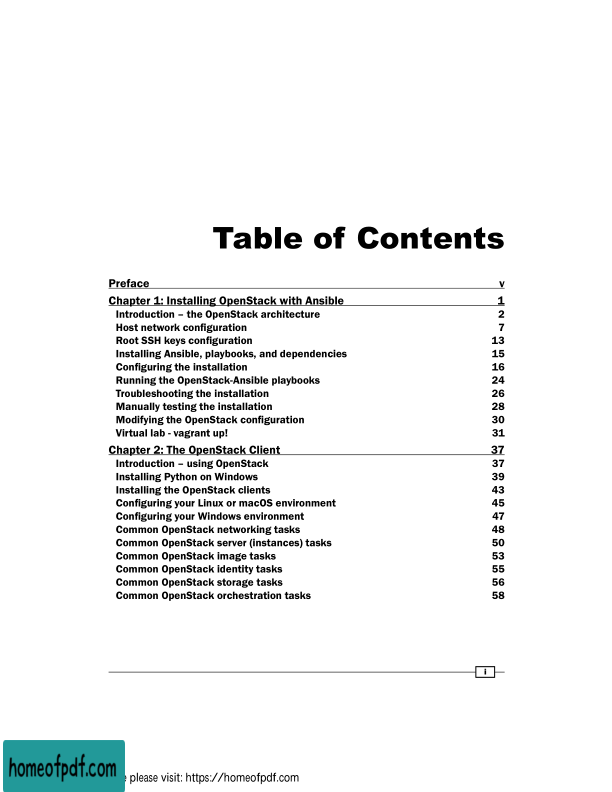 Table of Contents
Preface v
Chapter 1: Installing OpenStack with Ansible 1
Introduction – the OpenStack architecture 2
Host network configuration 7
Root SSH keys configuration 13
Installing Ansible, playbooks, and dependencies 15
Configuring the installation 16
Running the OpenStack-Ansible playbooks 24
Troubleshooting the installation 26
Manually testing the installation 28
Modifying the OpenStack configuration 30
Virtual lab - vagrant up! 31
Chapter 2: The OpenStack Client 37
Introduction – using OpenStack 37
Installing Python on Windows 39
Installing the OpenStack clients 43
Configuring your Linux or macOS environment 45
Configuring your Windows environment 47
Common OpenStack networking tasks 48
Common OpenStack server (instances) tasks 50
Common OpenStack image tasks 53
Common OpenStack identity tasks 55
Common OpenStack storage tasks 56
Common OpenStack orchestration tasks 58
i
homeofpdf.com
please visit: https://homeofpdf.com